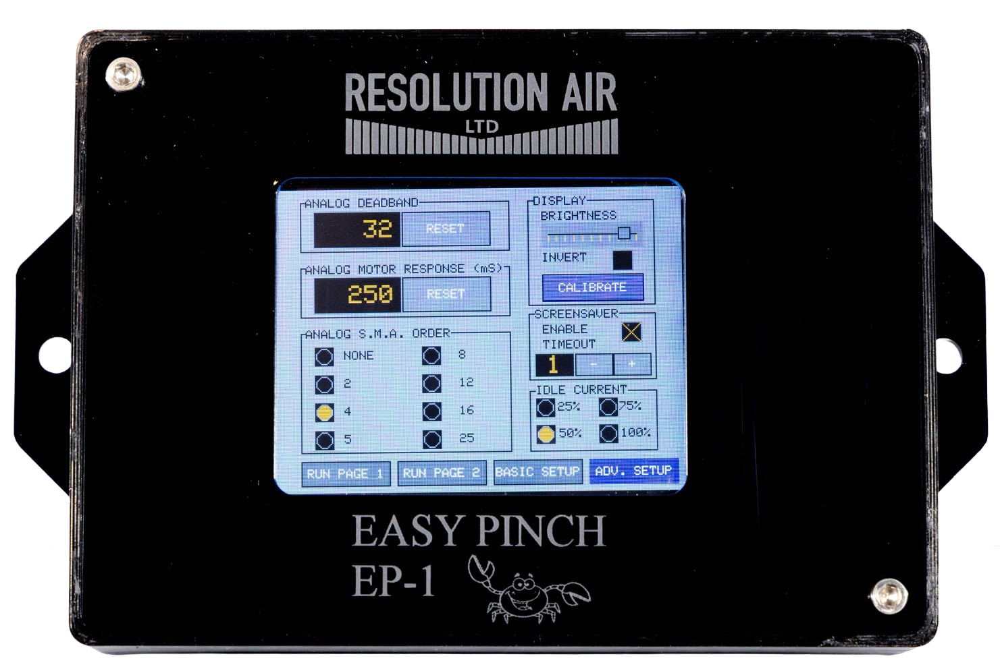 RESOLUTION AIR
LTD
ANALOG DEADBAND
32 RESET
ANALOG MOTOR RESPONSE (mS)
250 RESET
ANALOG S.M.A. ORDER
NONE 8
2 12
4 16
5 25
DISPLAY
BRIGHTNESS
INVERT
CALIBRATE
SCREENSAVER
ENABLE
TIMEOUT
1 - +
IDLE CURRENT
25% 75%
50% 100%
RUN PAGE 1 RUN PAGE 2 BASIC SETUP ADV. SETUP
EASY PINCH
EP-1